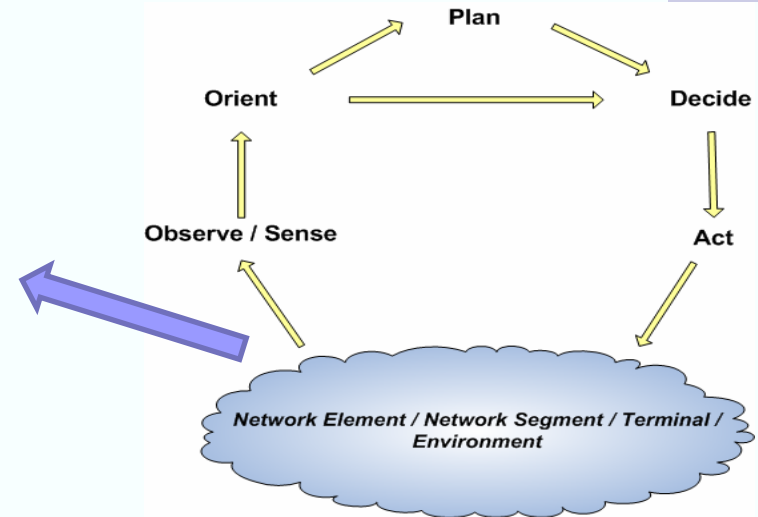 Plan
Orient
Decide
Observe / Sense
Act
Network Element / Network Segment / Terminal /
Environment